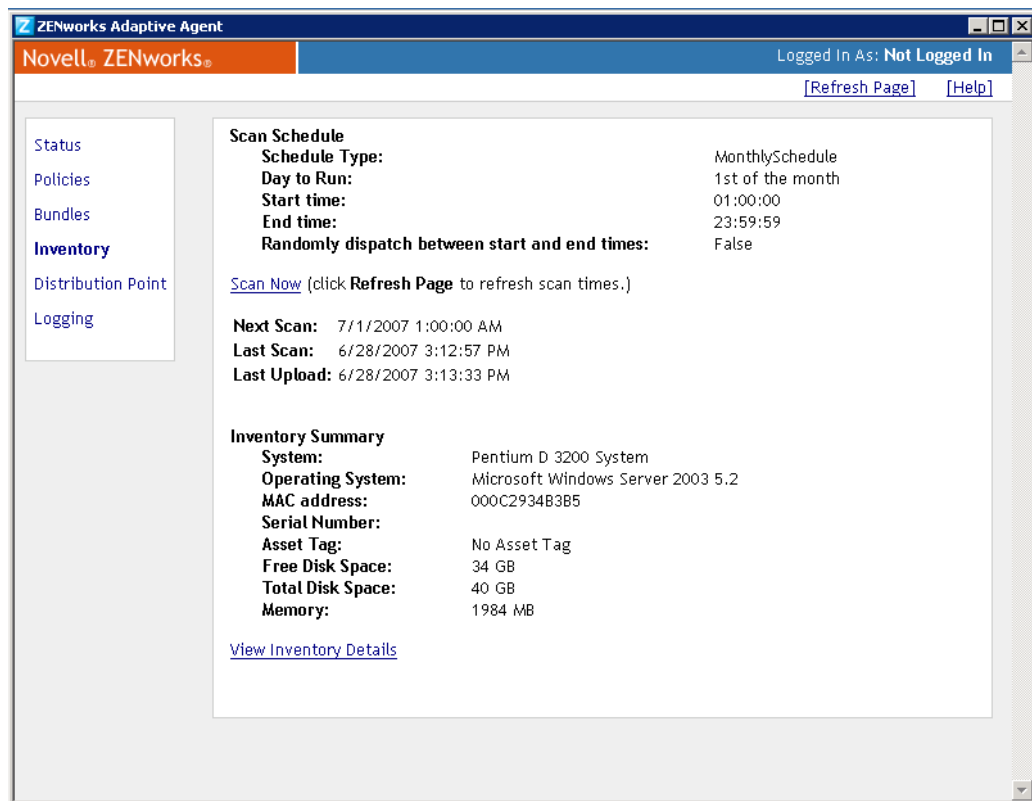 ZENworks Adaptive Agent
Novell® ZENworks®
Logged In As: Not Logged In
[Refresh Page] [Help]
Status
Policies
Bundles
Inventory
Distribution Point
Logging
Scan Schedule
Schedule Type: MonthlySchedule
Day to Run: 1st of the month
Start time: 01:00:00
End time: 23:59:59
Randomly dispatch between start and end times: False
Scan Now (click Refresh Page to refresh scan times.)
Next Scan: 7/1/2007 1:00:00 AM
Last Scan: 6/28/2007 3:12:57 PM
Last Upload: 6/28/2007 3:13:33 PM
Inventory Summary
System: Pentium D 3200 System
Operating System: Microsoft Windows Server 2003 5.2
MAC address: 000C2934B3B5
Serial Number:
Asset Tag: No Asset Tag
Free Disk Space: 34 GB
Total Disk Space: 40 GB
Memory: 1984 MB
View Inventory Details